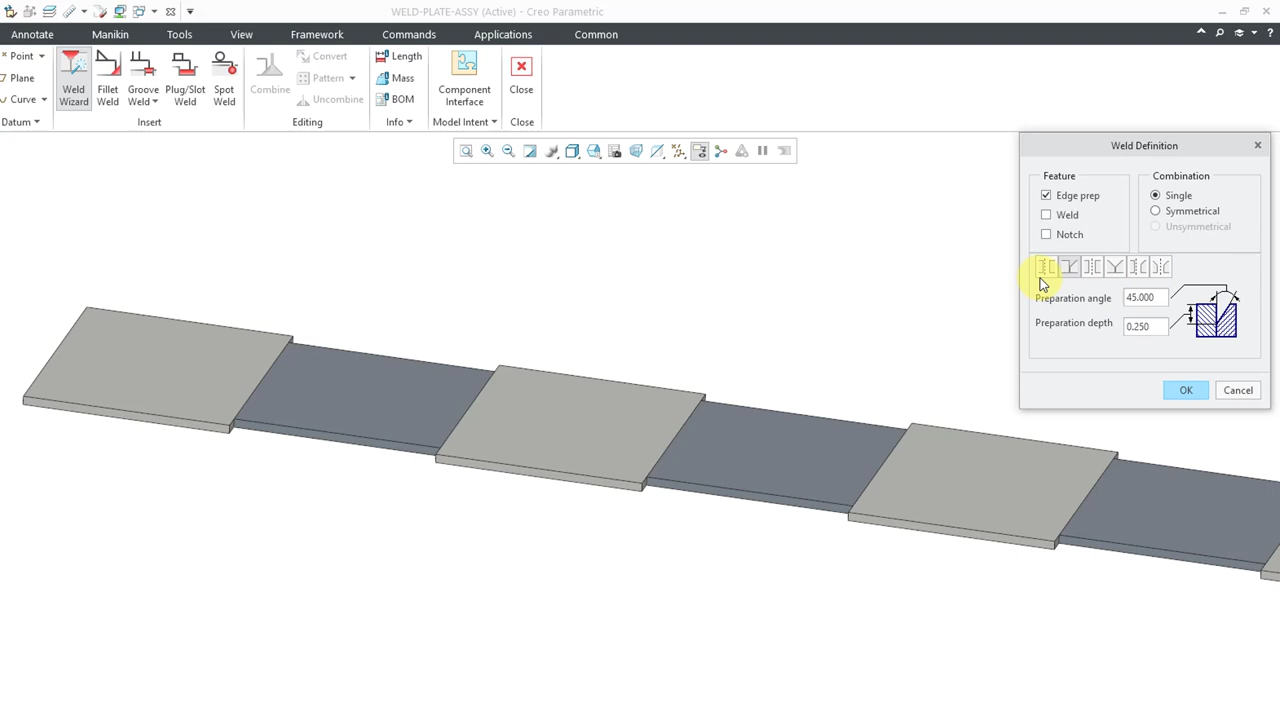 WELD-PLATE-ASSY (Active) - Creo Parametric
Annotate Manikin Tools View Framework Commands Applications Common
Point
Plane
Curve
Datum
Weld Wizard
Fillet Weld
Groove Weld
Plug/Slot Weld
Spot Weld
Insert
Combine
Convert
Pattern
Uncombine
Editing
Length
Mass
BOM
Info
Component Interface
Model Intent
Close
Close
Weld Definition
Feature
Edge prep
Weld
Notch
Combination
Single
Symmetrical
Unsymmetrical
Preparation angle 45.000
Preparation depth 0.250
OK Cancel